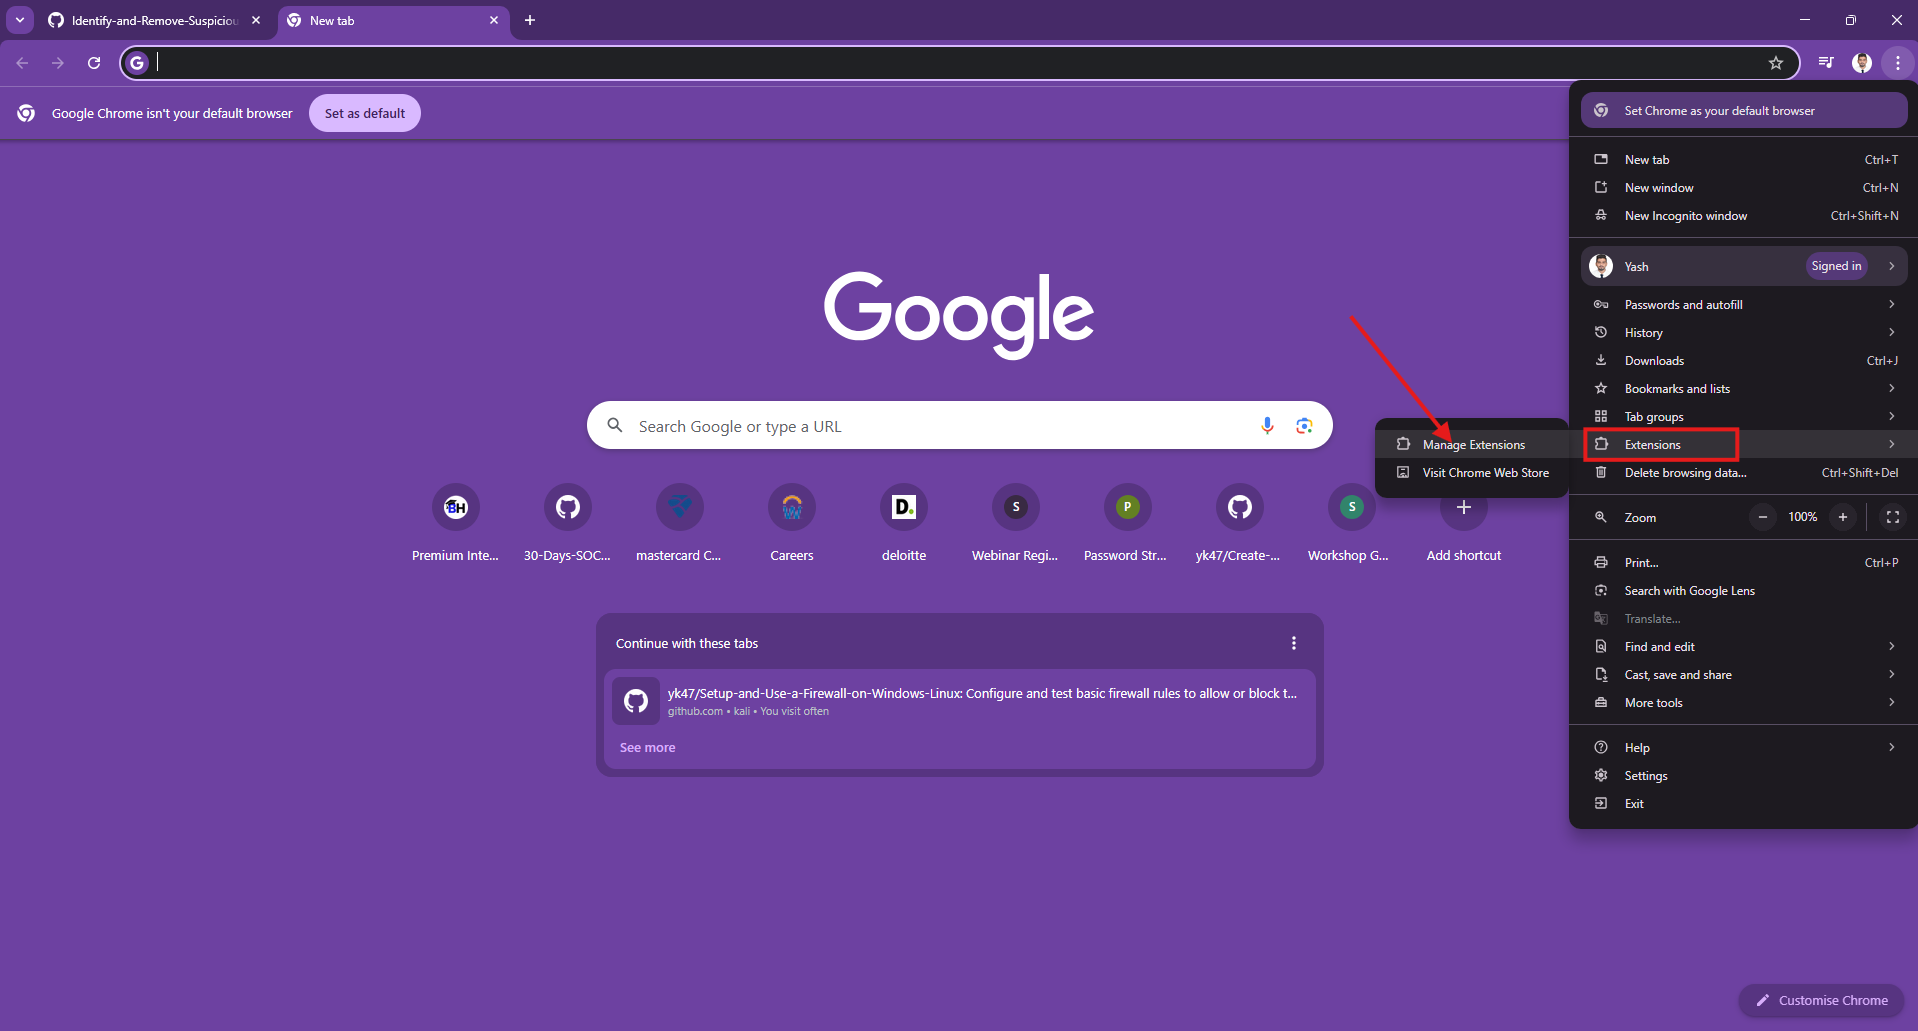 Identify-and-Remove-Suspiciou
New tab
Google Chrome isn't your default browser
Set as default
Set Chrome as your default browser
New tab Ctrl+T
New window Ctrl+N
New Incognito window Ctrl+Shift+N
Yash Signed in
Passwords and autofill
History
Downloads Ctrl+J
Bookmarks and lists
Tab groups
Extensions
Delete browsing data... Ctrl+Shift+Del
Zoom 100%
Print... Ctrl+P
Search with Google Lens
Translate...
Find and edit
Cast, save and share
More tools
Help
Settings
Exit
Manage Extensions
Visit Chrome Web Store
Google
Search Google or type a URL
BH
D.
S
P
S
Premium Inte...
30-Days-SOC...
mastercard C...
Careers
deloitte
Webinar Regi...
Password Str...
yk47/Create-...
Workshop G...
Add shortcut
Continue with these tabs
yk47/Setup-and-Use-a-Firewall-on-Windows-Linux: Configure and test basic firewall rules to allow or block t...
github.com • kali • You visit often
See more
Customise Chrome